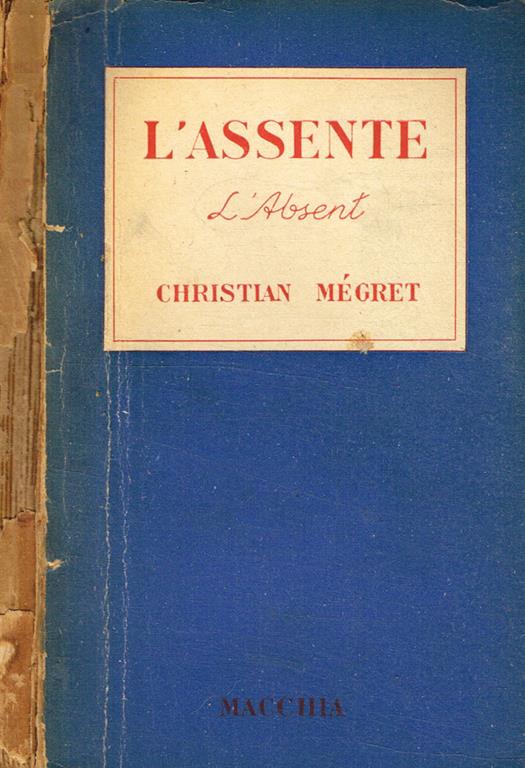 L'ASSENTE
L'Absent
CHRISTIAN MÉGRET
MACCHIA